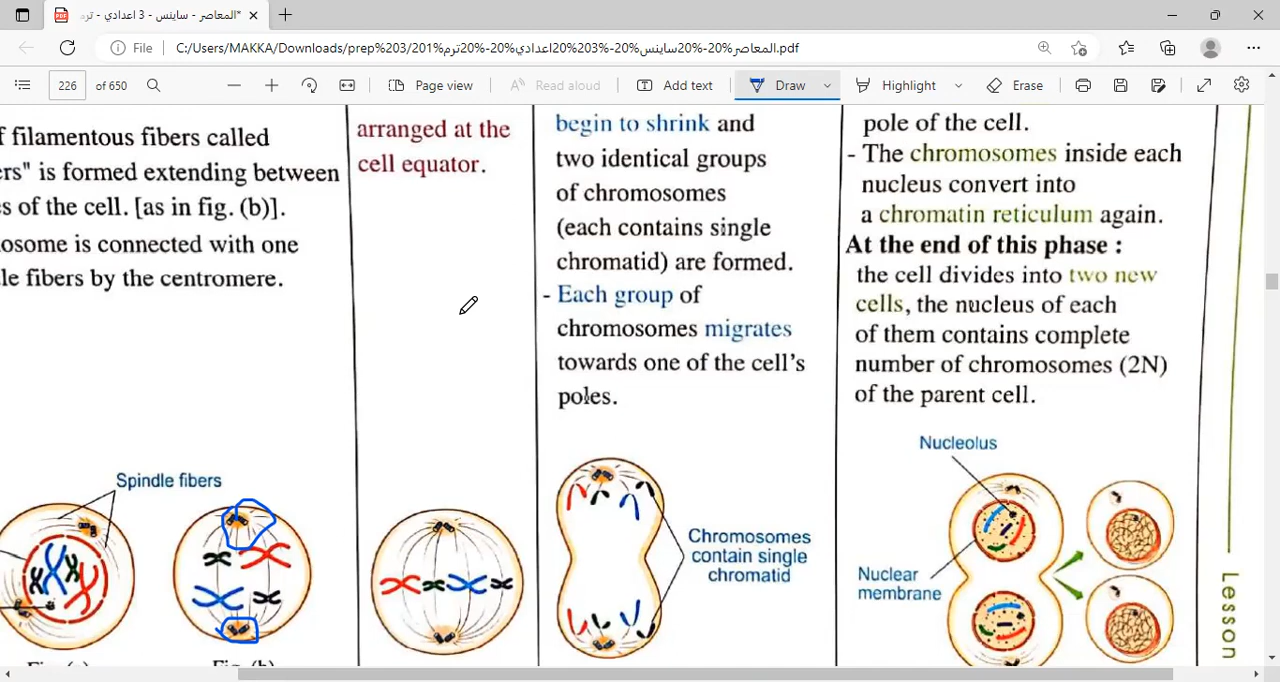 *المعاصر - ساينس - 3 اعدادي - تر
File
C:/Users/MAKKA/Downloads/prep%203/201%المعاصر%20-%20ساينس%20-%203%20اعدادي%20-%20ترم.pdf
226
of 650
Page view
Read aloud
Add text
Draw
Highlight
Erase
f filamentous fibers called
ers" is formed extending between
s of the cell. [as in fig. (b)].
osome is connected with one
le fibers by the centromere.
Spindle fibers
arranged at the
cell equator.
begin to shrink and
two identical groups
of chromosomes
(each contains single
chromatid) are formed.
- Each group of
chromosomes migrates
towards one of the cell's
poles.
Chromosomes
contain single
chromatid
pole of the cell.
- The chromosomes inside each
nucleus convert into
a chromatin reticulum again.
At the end of this phase :
the cell divides into two new
cells, the nucleus of each
of them contains complete
number of chromosomes (2N)
of the parent cell.
Nucleolus
Nuclear
membrane
Lesson